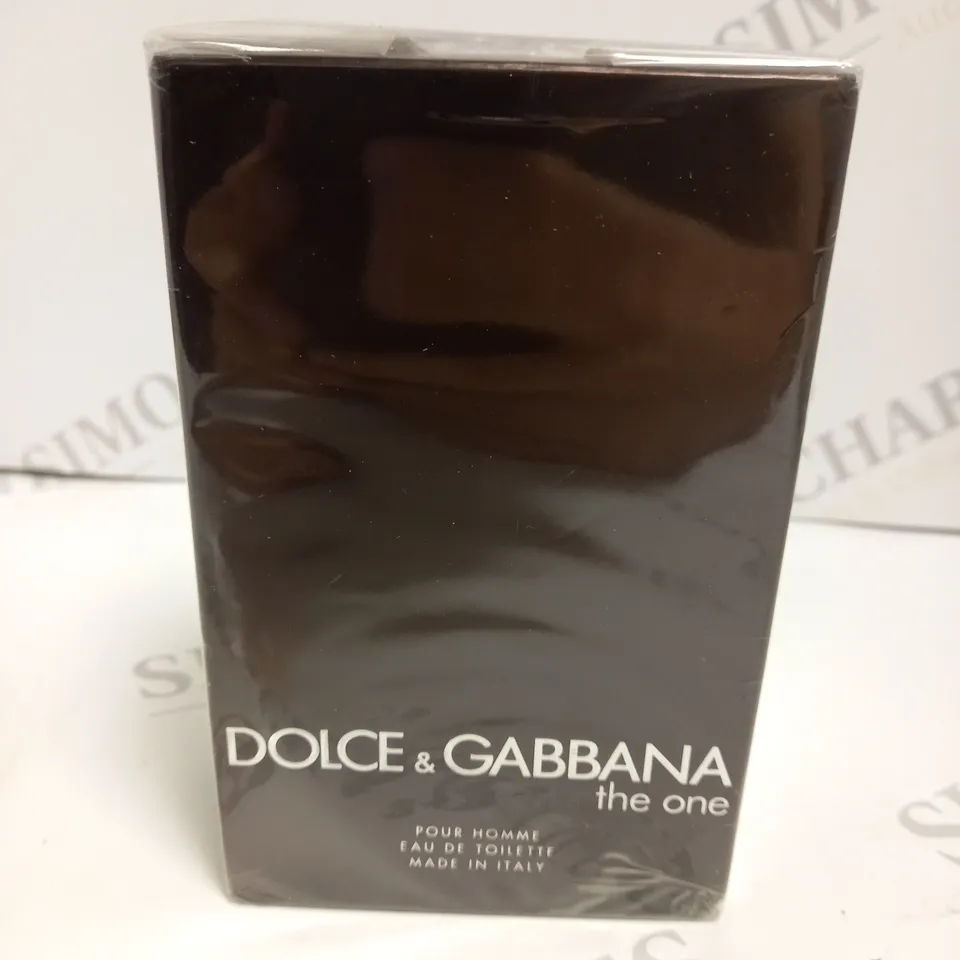 DOLCE & GABBANA
the one
POUR HOMME
EAU DE TOILETTE
MADE IN ITALY